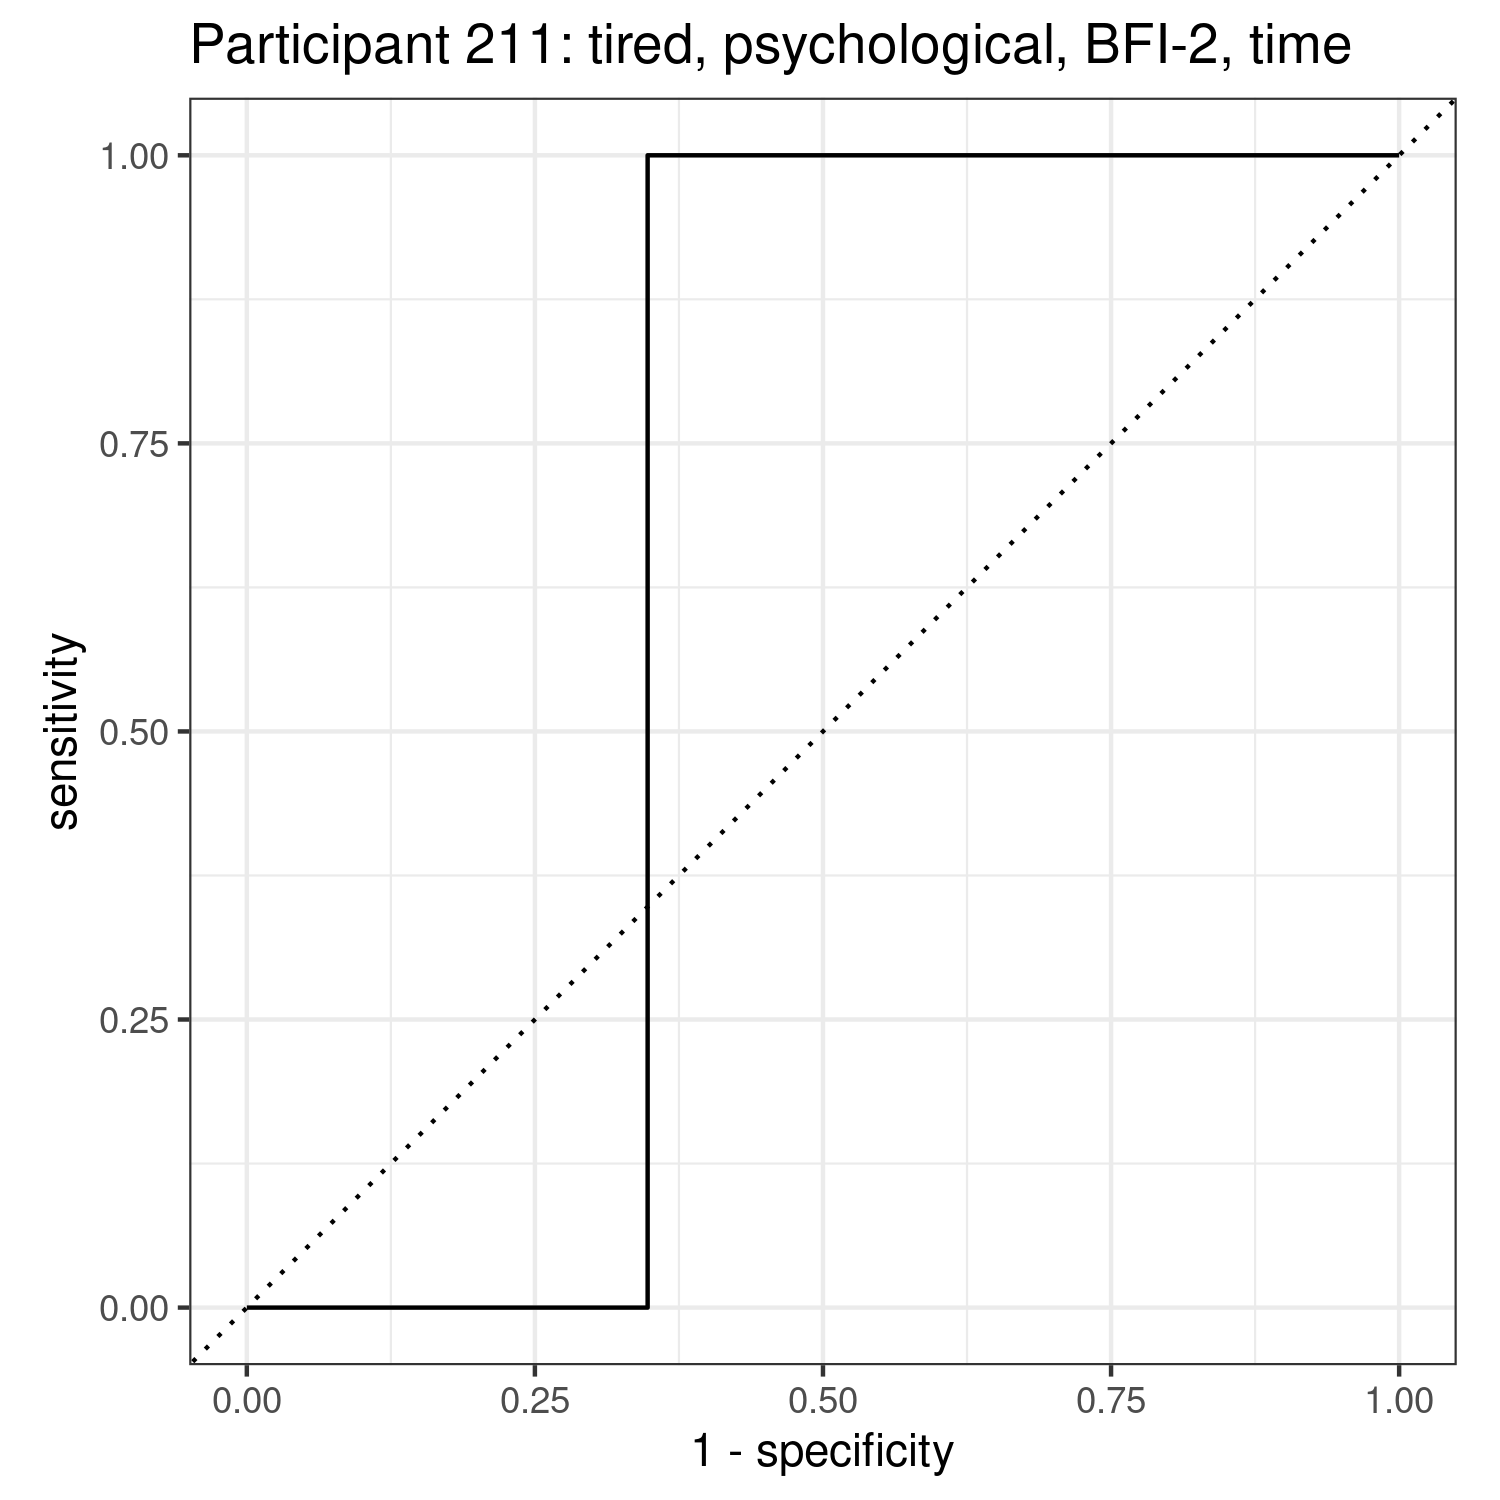 Participant 211: tired, psychological, BFI-2, time
1.00
0.75
0.50
0.25
0.00
sensitivity
0.00 0.25 0.50 0.75 1.00
1 - specificity